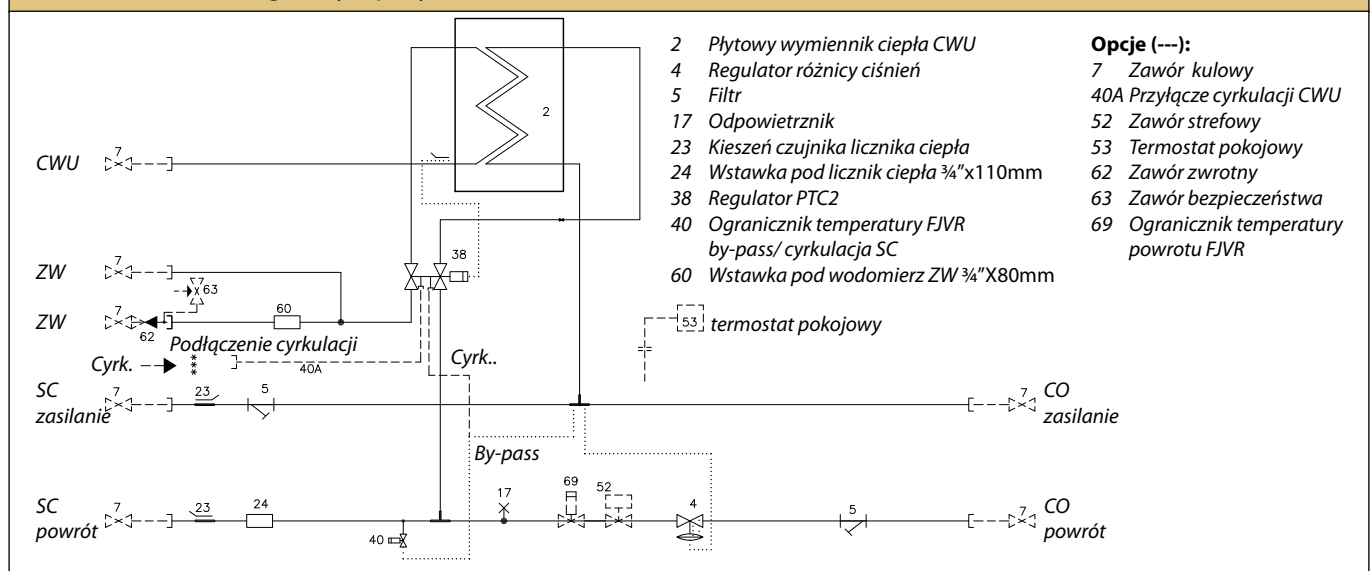 2 Płytowy wymiennik ciepła CWU
4 Regulator różnicy ciśnień
5 Filtr
17 Odpowietrznik
23 Kieszeń czujnika licznika ciepła
24 Wstawka pod licznik ciepła ¾"x110mm
38 Regulator PTC2
40 Ogranicznik temperatury FJVR
by-pass/ cyrkulacja SC
60 Wstawka pod wodomierz ZW ¾"X80mm
Opcje (---):
7 Zawór kulowy
40A Przyłącze cyrkulacji CWU
52 Zawór strefowy
53 Termostat pokojowy
62 Zawór zwrotny
63 Zawór bezpieczeństwa
69 Ogranicznik temperatury
powrotu FJVR
2
CWU
7
38
ZW
7
63
ZW
7
62
60
53
termostat pokojowy
Podłączenie cyrkulacji
Cyrk.
***
40A
Cyrk..
SC
zasilanie
7
23
5
7
CO
zasilanie
By-pass
SC
powrót
7
23
24
40
17
69
52
4
5
7
CO
powrót